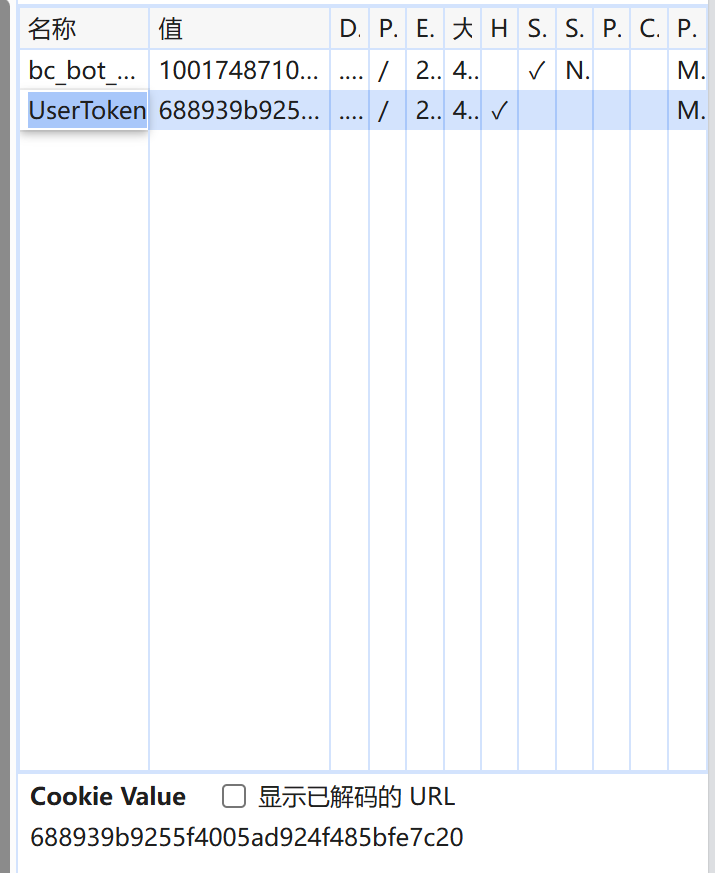 名称 值 D. P. E. 大 H S. S. P. C. P.
bc_bot_... 1001748710... .... / 2.. 4.. ✓ N. M.
UserToken 688939b925... .... / 2.. 4.. ✓ M.
Cookie Value 显示已解码的 URL
688939b9255f4005ad924f485bfe7c20